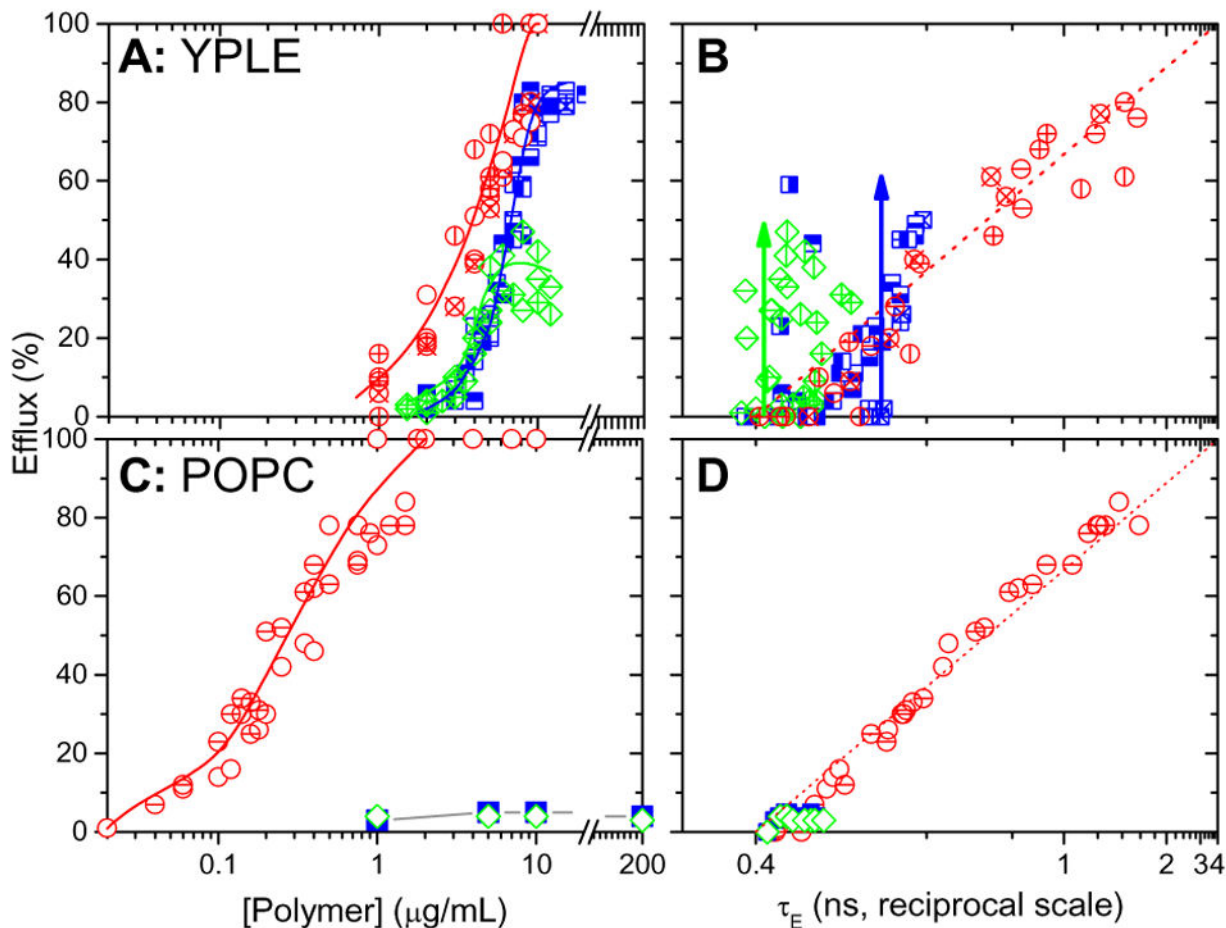 A: YPLE
B
100
80
60
40
20
0
Efflux (%)
C: POPC
D
100
80
60
40
20
0
0.1 1 10 200
0.4 1 2 34
[Polymer] (μg/mL)
τE (ns, reciprocal scale)